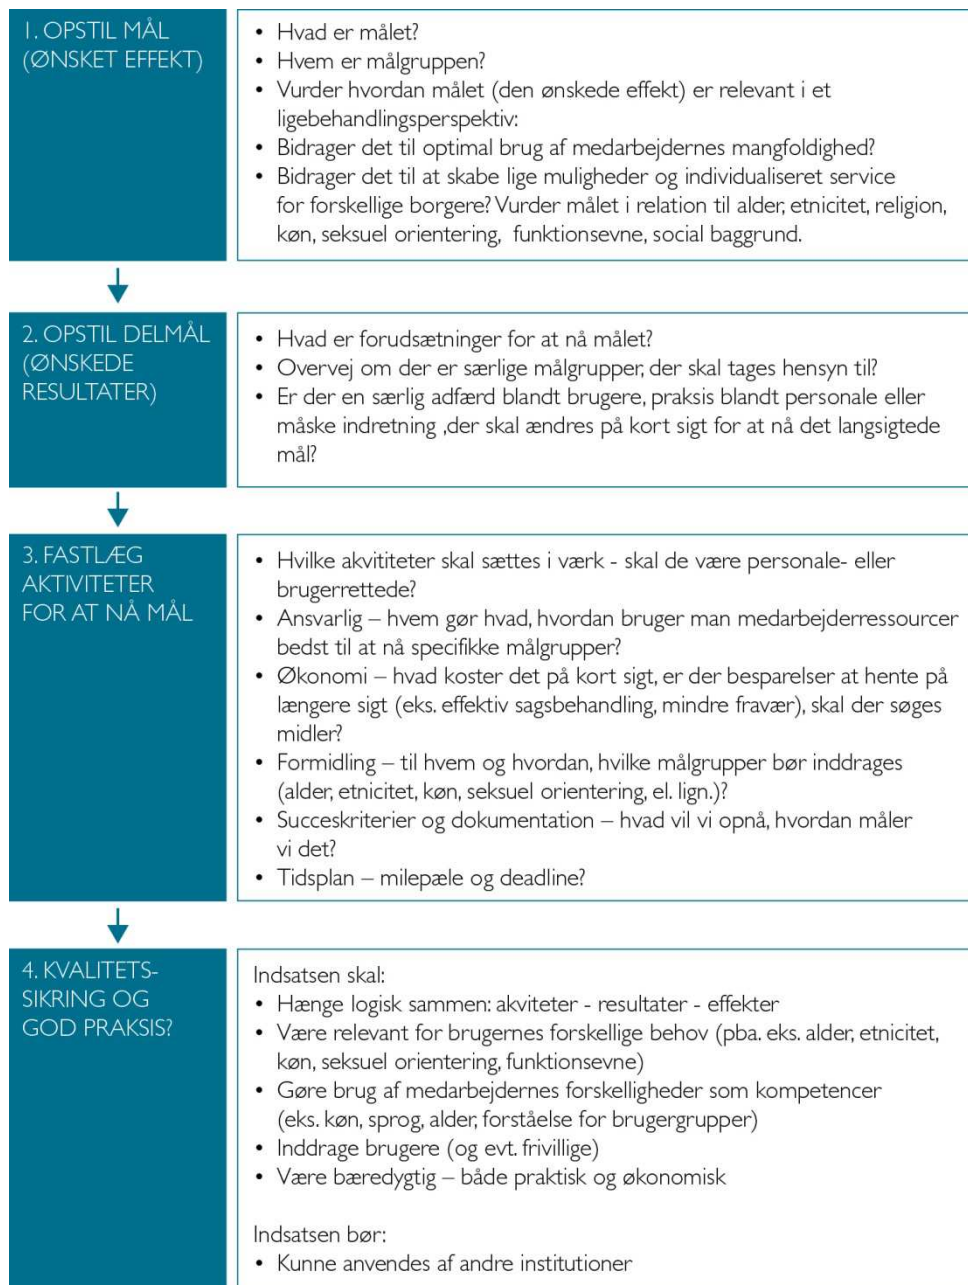 1. OPSTIL MÅL
(ØNSKET EFFEKT)
• Hvad er målet?
• Hvem er målgruppen?
• Vurder hvordan målet (den ønskede effekt) er relevant i et
ligebehandlingsperspektiv:
• Bidrager det til optimal brug af medarbejdernes mangfoldighed?
• Bidrager det til at skabe lige muligheder og individualiseret service
for forskellige borgere? Vurder målet i relation til alder, etnicitet, religion,
køn, seksuel orientering, funktionsevne, social baggrund.
2. OPSTIL DELMÅL
(ØNSKEDE
RESULTATER)
• Hvad er forudsætninger for at nå målet?
• Overvej om der er særlige målgrupper, der skal tages hensyn til?
• Er der en særlig adfærd blandt brugere, praksis blandt personale eller
måske indretning ,der skal ændres på kort sigt for at nå det langsigtede
mål?
3. FASTLÆG
AKTIVITETER
FOR AT NÅ MÅL
• Hvilke akvititeter skal sættes i værk - skal de være personale- eller
brugerrettede?
• Ansvarlig – hvem gør hvad, hvordan bruger man medarbejderressourcer
bedst til at nå specifikke målgrupper?
• Økonomi – hvad koster det på kort sigt, er der besparelser at hente på
længere sigt (eks. effektiv sagsbehandling, mindre fravær), skal der søges
midler?
• Formidling – til hvem og hvordan, hvilke målgrupper bør inddrages
(alder, etnicitet, køn, seksuel orientering, el. lign.)?
• Succeskriterier og dokumentation – hvad vil vi opnå, hvordan måler
vi det?
• Tidsplan – milepæle og deadline?
4. KVALITETS-
SIKRING OG
GOD PRAKSIS?
Indsatsen skal:
• Hænge logisk sammen: akviteter - resultater - effekter
• Være relevant for brugernes forskellige behov (pba. eks. alder, etnicitet,
køn, seksuel orientering, funktionsevne)
• Gøre brug af medarbejdernes forskelligheder som kompetencer
(eks. køn, sprog, alder, forståelse for brugergrupper)
• Inddrage brugere (og evt. frivillige)
• Være bæredygtig – både praktisk og økonomisk
Indsatsen bør:
• Kunne anvendes af andre institutioner